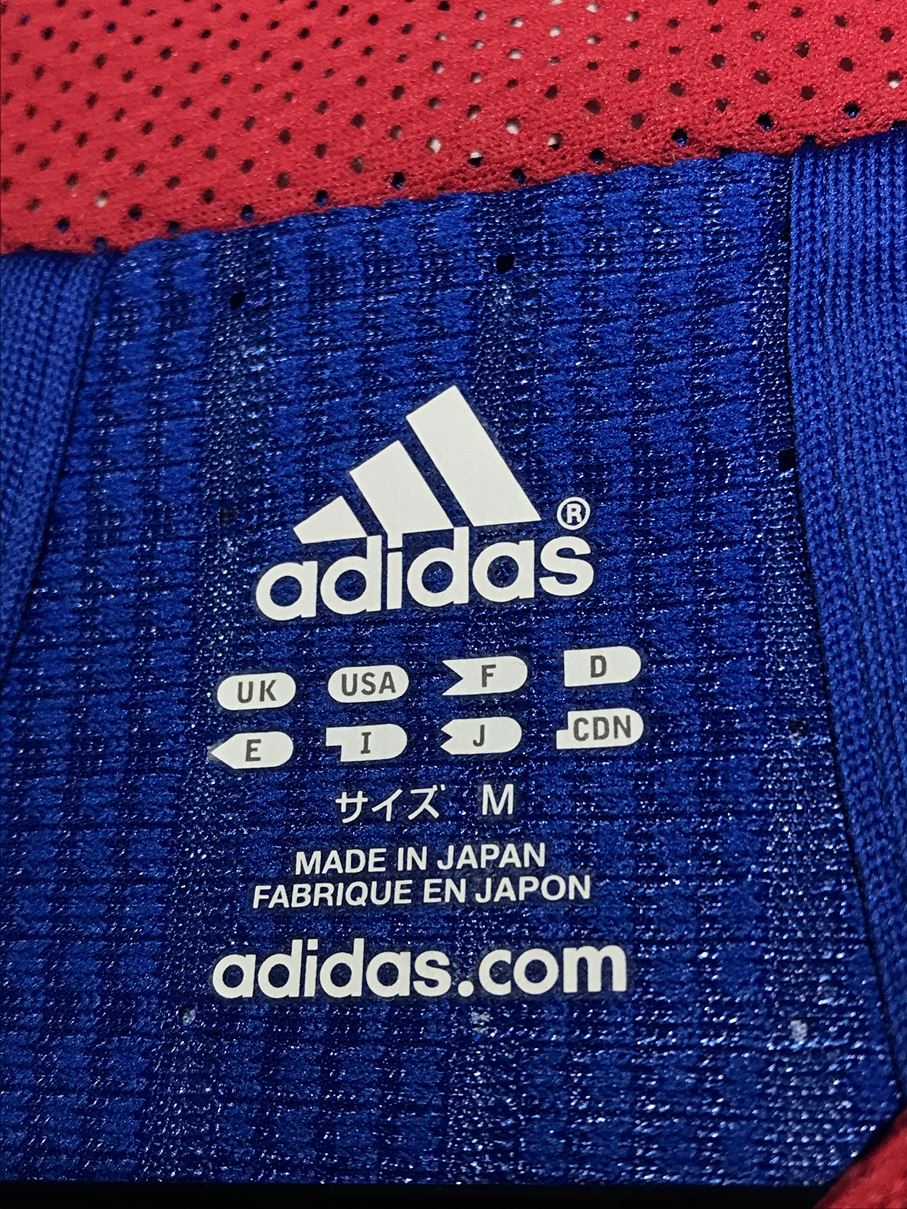 adidas®
UK USA F D
E I J CDN
サイズ M
MADE IN JAPAN
FABRIQUE EN JAPON
adidas.com